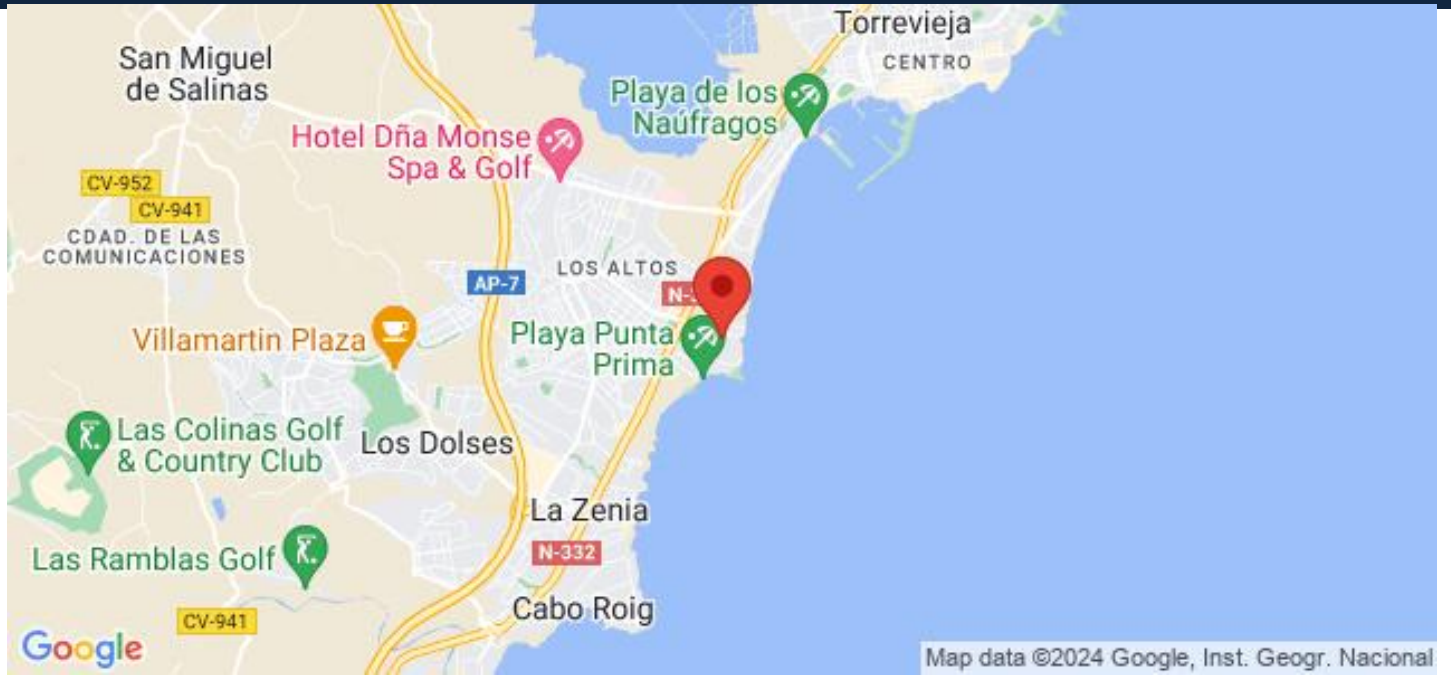 Torrevieja
CENTRO
San Miguel
de Salinas
Playa de los
Naúfragos
Hotel Dña Monse
Spa & Golf
CV-952
CV-941
CDAD. DE LAS
COMUNICACIONES
LOS ALTOS
AP-7
Villamartin Plaza
Playa Punta
Prima
Las Colinas Golf
& Country Club
Los Dolses
La Zenia
Las Ramblas Golf
N-332
Cabo Roig
CV-941
Google
Map data ©2024 Google, Inst. Geogr. Nacional